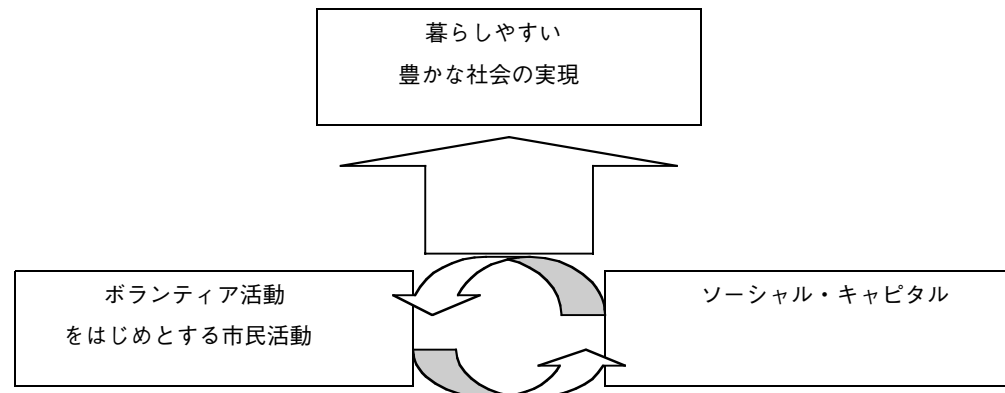 暮らしやすい
豊かな社会の実現
ボランティア活動
をはじめとする市民活動
ソーシャル・キャピタル